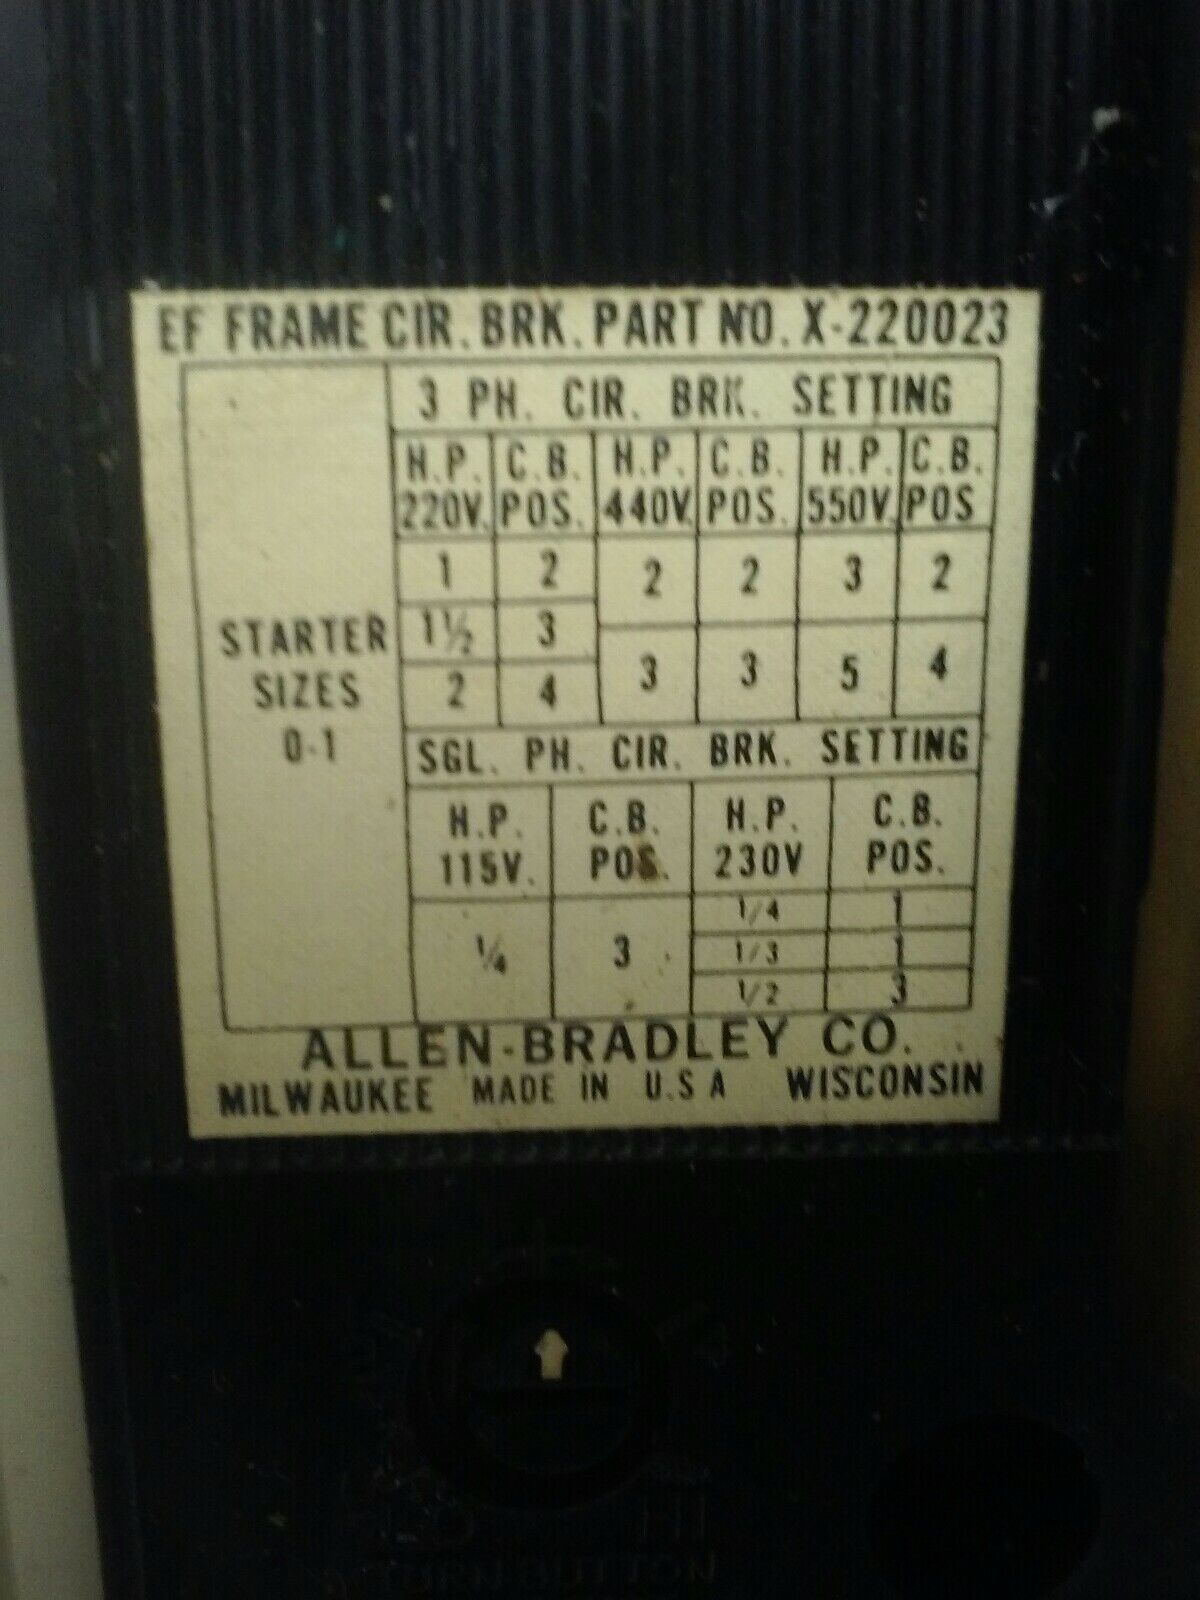 EF FRAME CIR. BRK. PART NO. X-220023
3 PH. CIR. BRK. SETTING
H.P. C.B. H.P. C.B. H.P. C.B.
220V. POS. 440V. POS. 550V. POS
1 2 2 2 3 2
1½ 3
2 4 3 3 5 4
STARTER
SIZES
0-1
SGL. PH. CIR. BRK. SETTING
H.P. C.B. H.P. C.B.
115V. POS. 230V POS.
¼ 3 1/4 1
1/3 1
1/2 3
ALLEN-BRADLEY CO.
MILWAUKEE MADE IN U.S A WISCONSIN